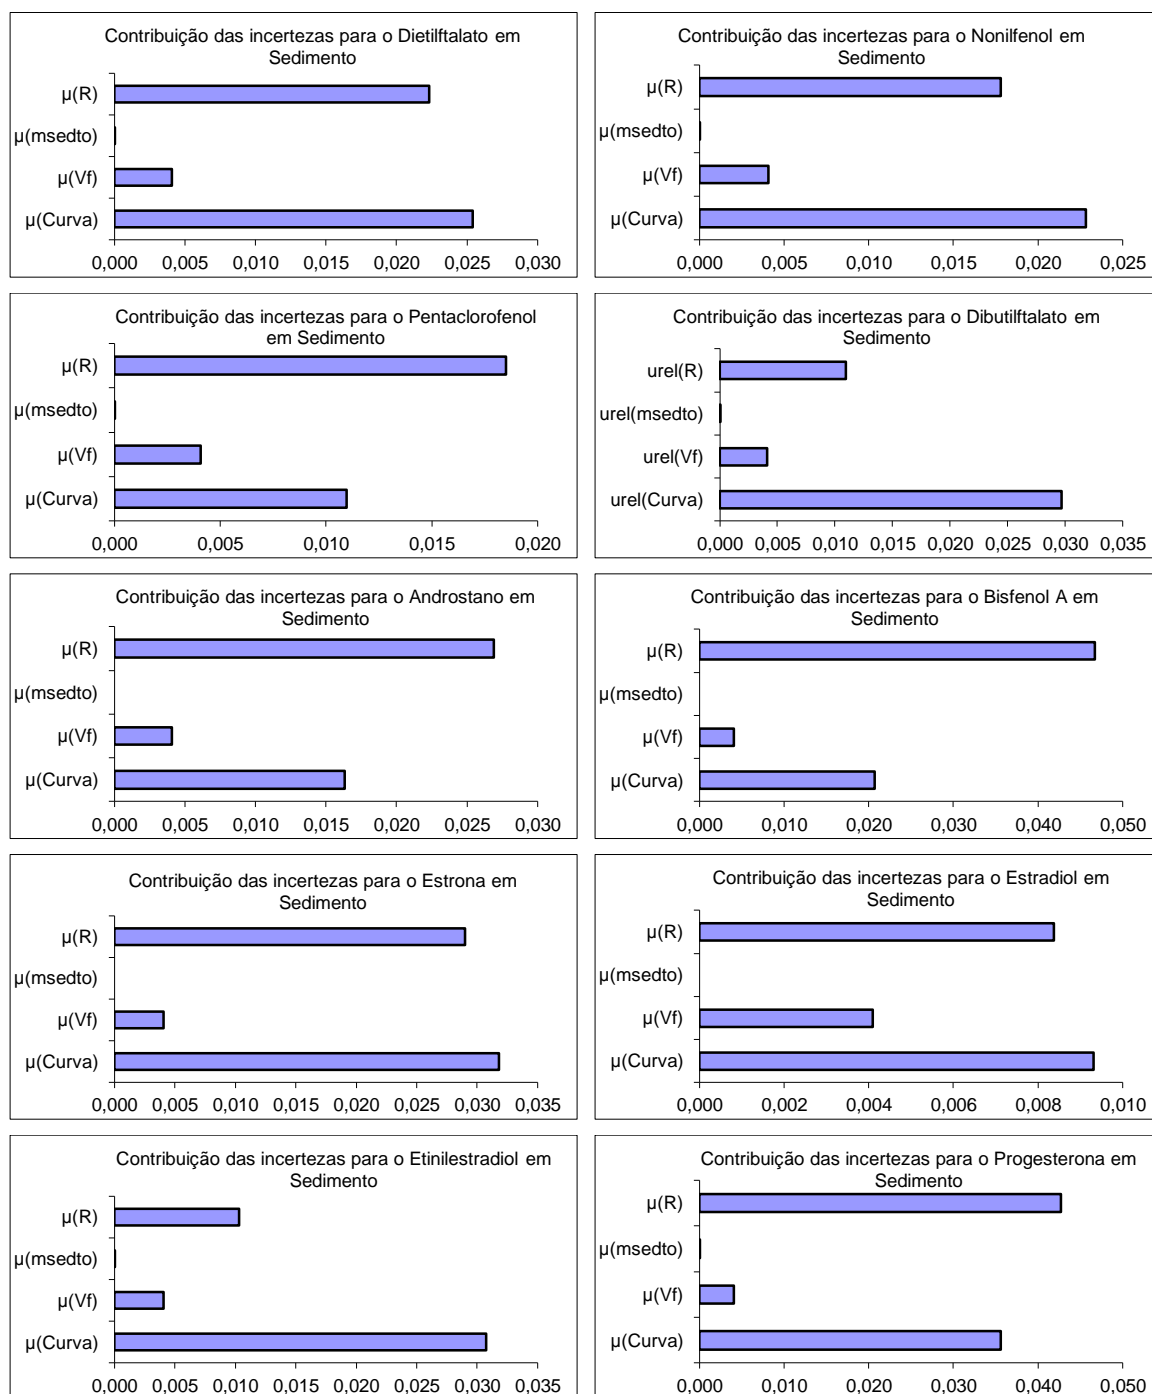 Contribuição das incertezas para o Dietilftalato em
Sedimento
µ(R)
µ(msedto)
µ(Vf)
µ(Curva)
0,000 0,005 0,010 0,015 0,020 0,025 0,030
Contribuição das incertezas para o Nonilfenol em
Sedimento
µ(R)
µ(msedto)
µ(Vf)
µ(Curva)
0,000 0,005 0,010 0,015 0,020 0,025
Contribuição das incertezas para o Pentaclorofenol
em Sedimento
µ(R)
µ(msedto)
µ(Vf)
µ(Curva)
0,000 0,005 0,010 0,015 0,020
Contribuição das incertezas para o Dibutilftalato em
Sedimento
urel(R)
urel(msedto)
urel(Vf)
urel(Curva)
0,000 0,005 0,010 0,015 0,020 0,025 0,030 0,035
Contribuição das incertezas para o Androstano em
Sedimento
µ(R)
µ(msedto)
µ(Vf)
µ(Curva)
0,000 0,005 0,010 0,015 0,020 0,025 0,030
Contribuição das incertezas para o Bisfenol A em
Sedimento
µ(R)
µ(msedto)
µ(Vf)
µ(Curva)
0,000 0,010 0,020 0,030 0,040 0,050
Contribuição das incertezas para o Estrona em
Sedimento
µ(R)
µ(msedto)
µ(Vf)
µ(Curva)
0,000 0,005 0,010 0,015 0,020 0,025 0,030 0,035
Contribuição das incertezas para o Estradiol em
Sedimento
µ(R)
µ(msedto)
µ(Vf)
µ(Curva)
0,000 0,002 0,004 0,006 0,008 0,010
Contribuição das incertezas para o Etinilestradiol em
Sedimento
µ(R)
µ(msedto)
µ(Vf)
µ(Curva)
0,000 0,005 0,010 0,015 0,020 0,025 0,030 0,035
Contribuição das incertezas para o Progesterona em
Sedimento
µ(R)
µ(msedto)
µ(Vf)
µ(Curva)
0,000 0,010 0,020 0,030 0,040 0,050